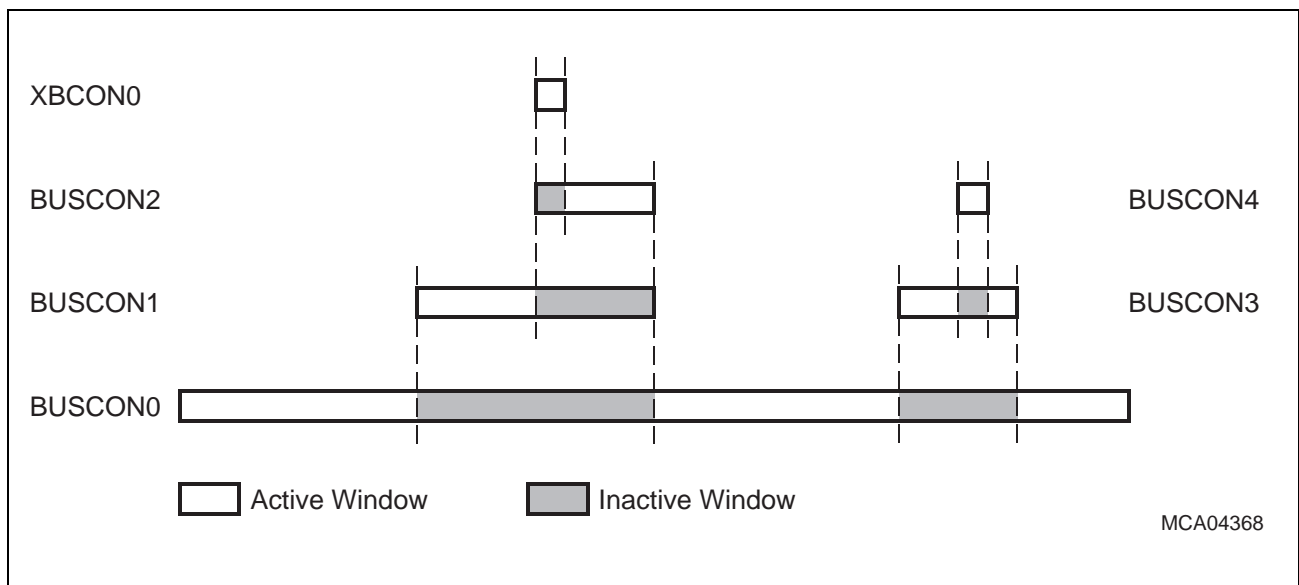 XBCON0
BUSCON2
BUSCON4
BUSCON1
BUSCON3
BUSCON0
Active Window
Inactive Window
MCA04368